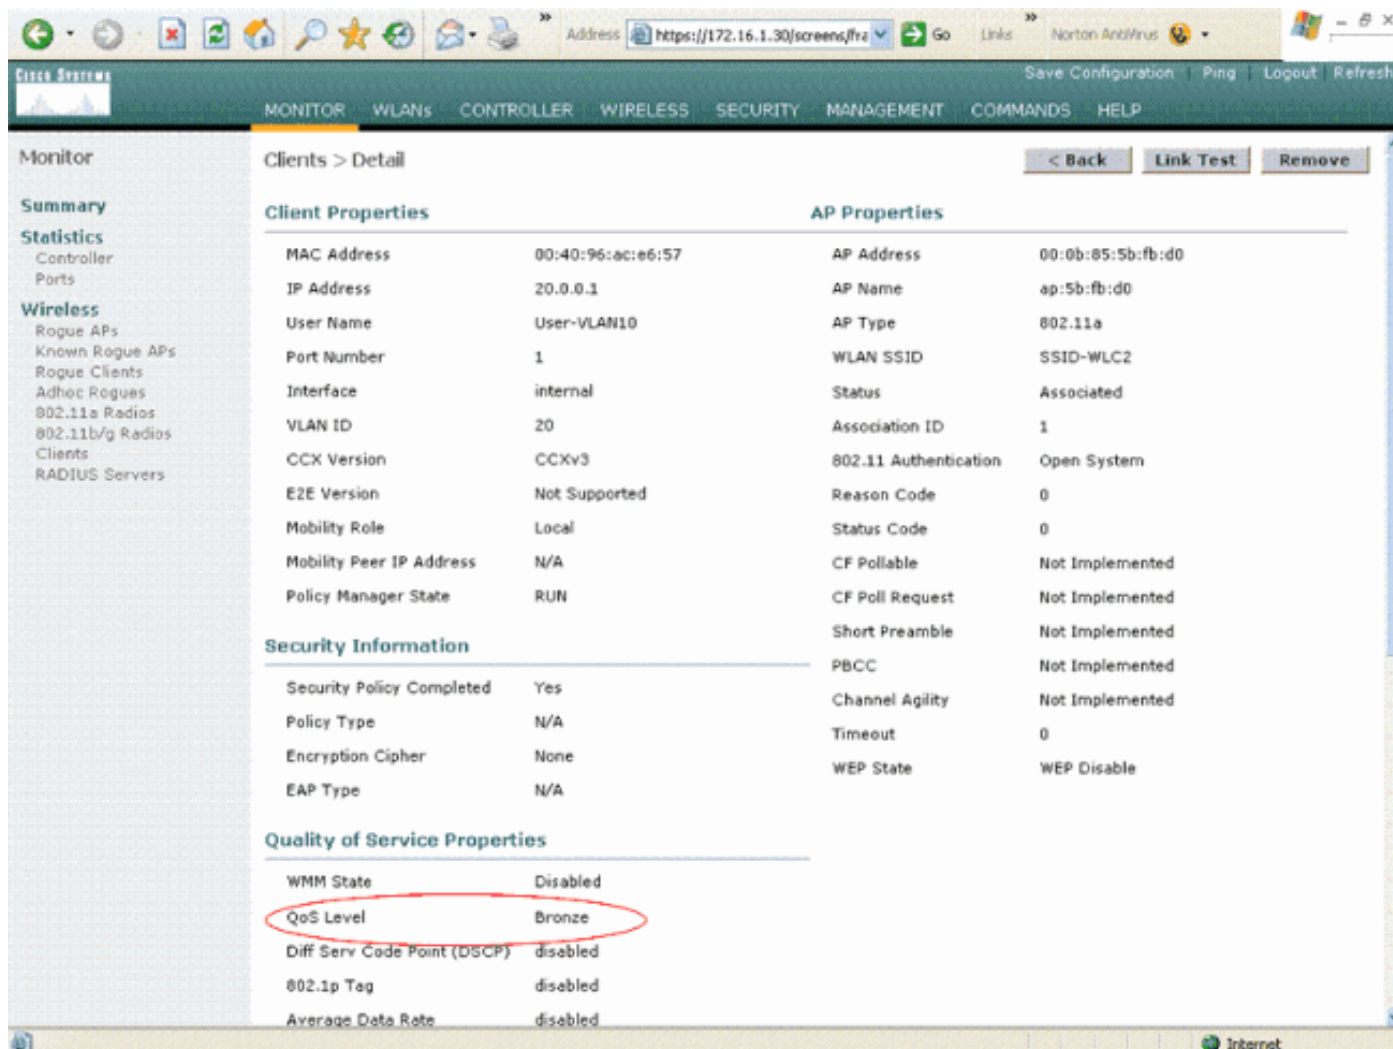 Address https://172.16.1.30/screens/fra Go Links Norton AntiVirus
CISCO SYSTEMS
Save Configuration Ping Logout Refresh
MONITOR WLANs CONTROLLER WIRELESS SECURITY MANAGEMENT COMMANDS HELP
Monitor
Summary
Statistics
Controller
Ports
Wireless
Rogue APs
Known Rogue APs
Rogue Clients
Adhoc Rogues
802.11a Radios
802.11b/g Radios
Clients
RADIUS Servers
Clients > Detail
< Back Link Test Remove
Client Properties
MAC Address 00:40:96:ac:e6:57
IP Address 20.0.0.1
User Name User-VLAN10
Port Number 1
Interface internal
VLAN ID 20
CCX Version CCXv3
E2E Version Not Supported
Mobility Role Local
Mobility Peer IP Address N/A
Policy Manager State RUN
Security Information
Security Policy Completed Yes
Policy Type N/A
Encryption Cipher None
EAP Type N/A
Quality of Service Properties
WMM State Disabled
QoS Level Bronze
Diff Serv Code Point (DSCP) disabled
802.1p Tag disabled
Average Data Rate disabled
AP Properties
AP Address 00:0b:85:5b:fb:d0
AP Name ap:5b:fb:d0
AP Type 802.11a
WLAN SSID SSID-WLC2
Status Associated
Association ID 1
802.11 Authentication Open System
Reason Code 0
Status Code 0
CF Pollable Not Implemented
CF Poll Request Not Implemented
Short Preamble Not Implemented
PBCC Not Implemented
Channel Agility Not Implemented
Timeout 0
WEP State WEP Disable
Internet